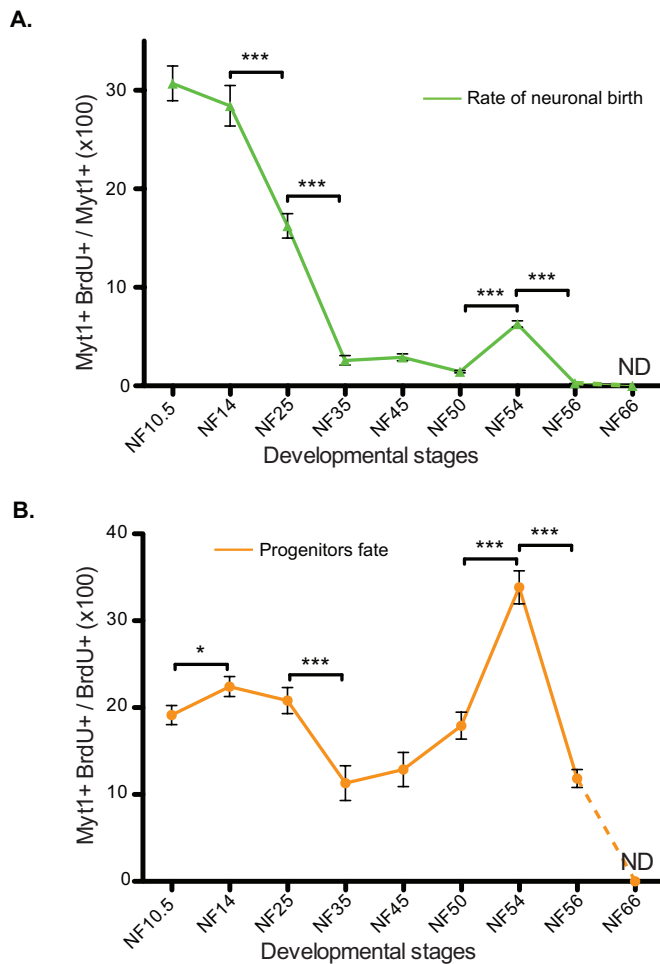 A.
Myt1+ BrdU+ / Myt1+ (x100)
30
20
10
0
***
***
***
***
Rate of neuronal birth
ND
NF10.5
NF14
NF25
NF35
NF45
NF50
NF54
NF56
NF66
Developmental stages
B.
Myt1+ BrdU+ / BrdU+ (x100)
40
30
20
10
0
Progenitors fate
***
***
*
***
ND
NF10.5
NF14
NF25
NF35
NF45
NF50
NF54
NF56
NF66
Developmental stages